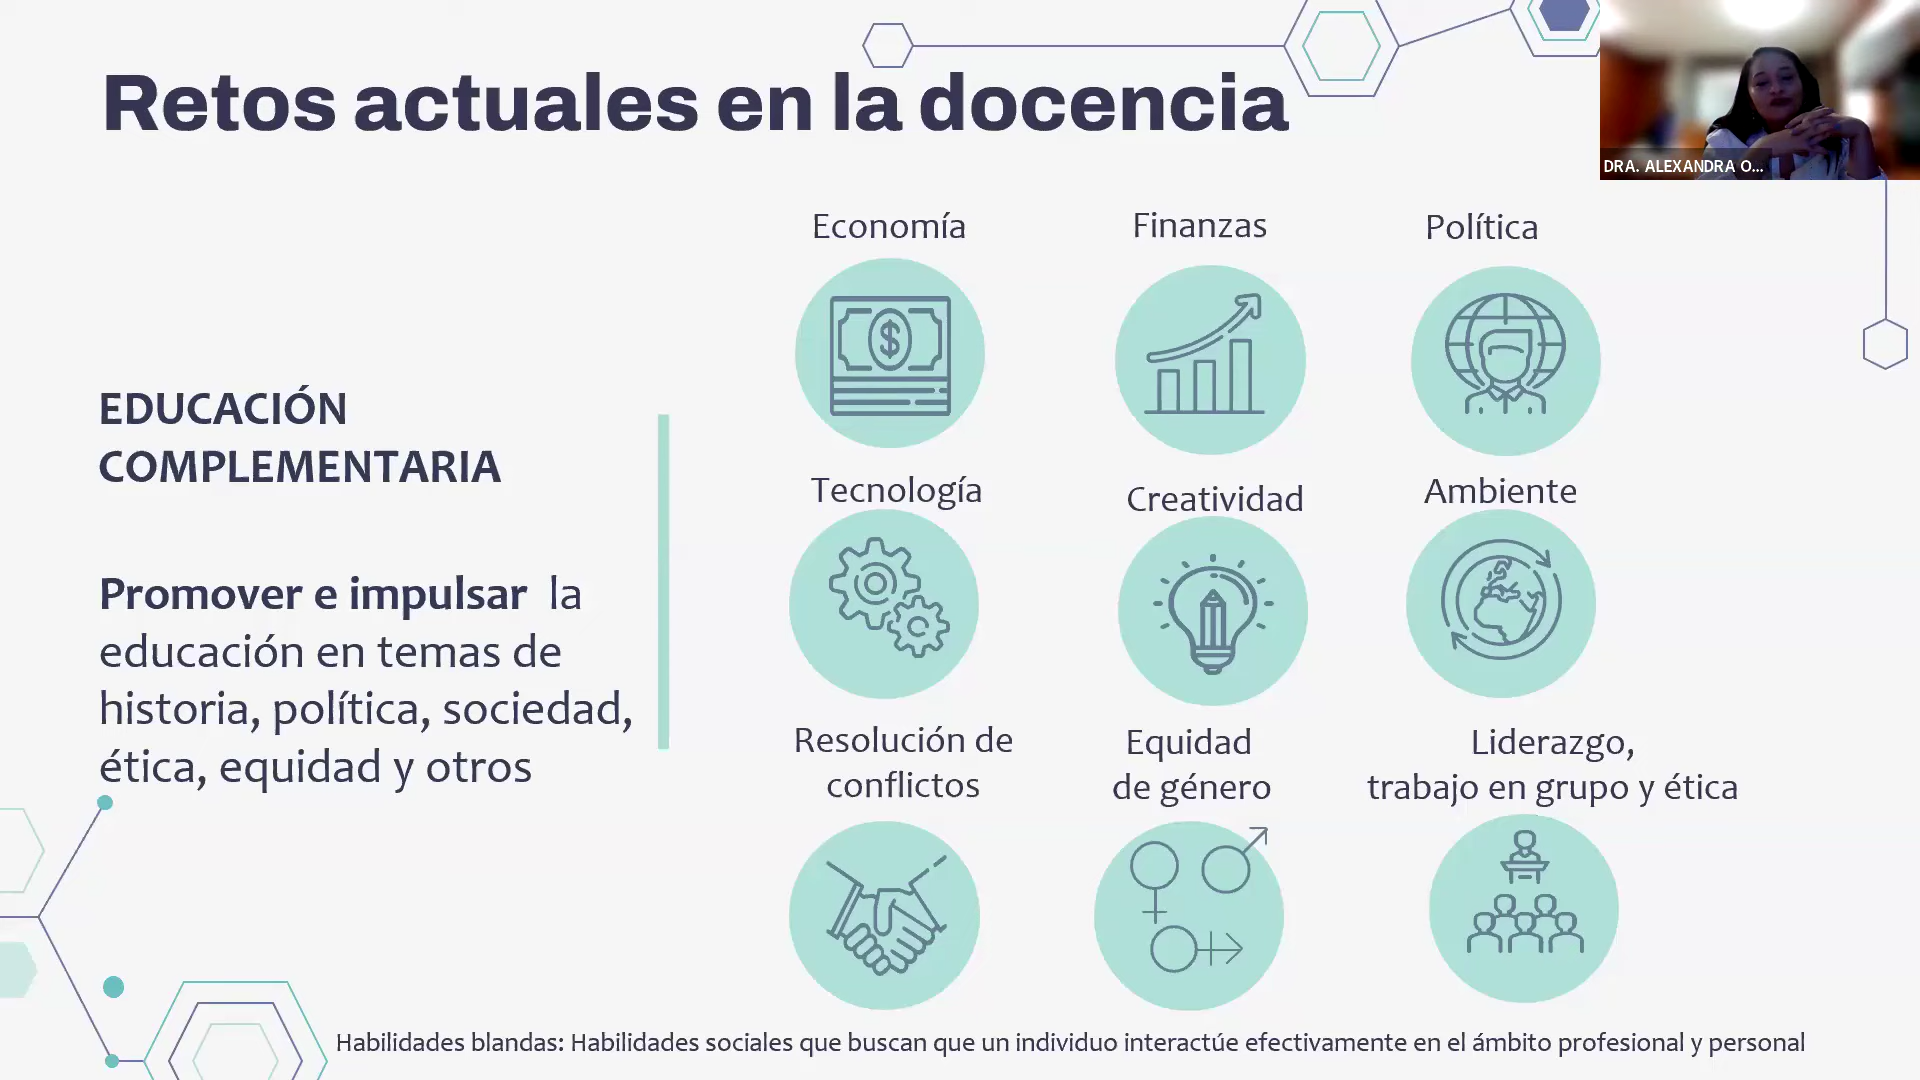 Retos actuales en la docencia
DRA. ALEXANDRA O...
EDUCACIÓN
COMPLEMENTARIA
Promover e impulsar la
educación en temas de
historia, política, sociedad,
ética, equidad y otros
Economía
Finanzas
Política
$
Tecnología
Creatividad
Ambiente
Resolución de
conflictos
Equidad
de género
Liderazgo,
trabajo en grupo y ética
Habilidades blandas: Habilidades sociales que buscan que un individuo interactúe efectivamente en el ámbito profesional y personal